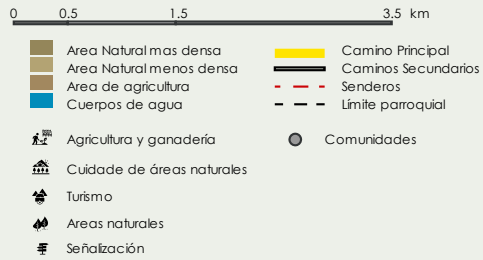 0 0.5 1.5 3.5 km
Area Natural mas densa
Area Natural menos densa
Area de agricultura
Cuerpos de agua
Camino Principal
Caminos Secundarios
Senderos
Límite parroquial
Agricultura y ganadería
Comunidades
Cuidade de áreas naturales
Turismo
Areas naturales
Señalización